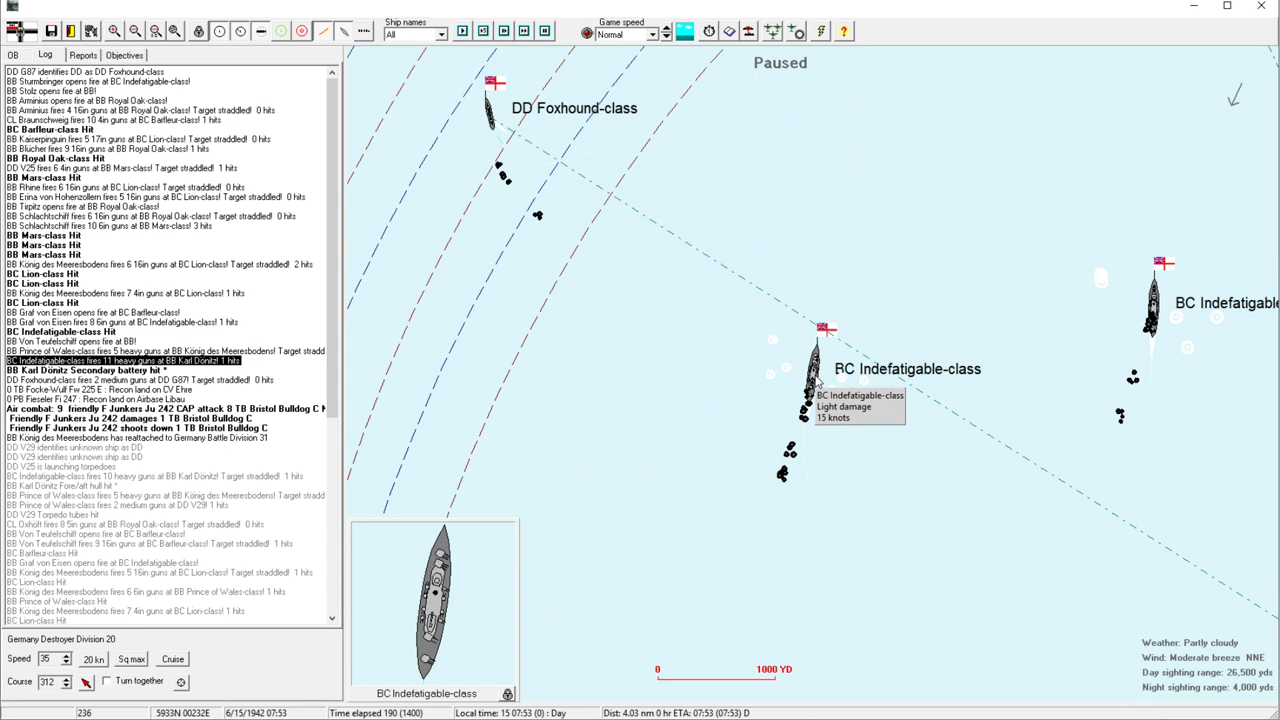 Ship names
All
Game speed
Normal
OB
Log
Reports
Objectives
DD G87 identifies DD as DD Foxhound-class
BB Sturmbringer opens fire at BC Indefatigable-class!
BB Stolz opens fire at BB!
BB Arminius opens fire at BB Royal Oak-class!
BB Arminius fires 4 16in guns at BB Royal Oak-class! Target straddled! 0 hits
CL Braunschweig fires 10 4in guns at BC Barfleur-class! 1 hits
BC Barfleur-class Hit
BB Kaiserpinguin fires 5 17in guns at BC Lion-class! Target straddled! 0 hits
BB Blücher fires 9 16in guns at BB Royal Oak-class! 1 hits
BB Royal Oak-class Hit
DD V25 fires 6 4in guns at BB Mars-class! Target straddled! 1 hits
BB Mars-class Hit
BB Rhine fires 6 16in guns at BC Lion-class! Target straddled! 0 hits
BB Erina von Hohenzollern fires 5 16in guns at BC Lion-class! Target straddled! 0 hits
BB Tirpitz opens fire at BB Royal Oak-class!
BB Schlachtschiff fires 6 16in guns at BB Royal Oak-class! Target straddled! 0 hits
BB Schlachtschiff fires 10 6in guns at BB Mars-class! 3 hits
BB Mars-class Hit
BB Mars-class Hit
BB Mars-class Hit
BB König des Meeresbodens fires 6 16in guns at BC Lion-class! Target straddled! 2 hits
BC Lion-class Hit
BC Lion-class Hit
BB König des Meeresbodens fires 7 4in guns at BC Lion-class! 1 hits
BC Lion-class Hit
BB Graf von Eisen opens fire at BC Barfleur-class!
BB Graf von Eisen fires 8 6in guns at BC Indefatigable-class! 1 hits
BC Indefatigable-class Hit
BB Von Teufelschiff opens fire at BB!
BB Prince of Wales-class fires 5 heavy guns at BB König des Meeresbodens! Target stradd
BC Indefatigable-class fires 11 heavy guns at BB Karl Dönitz! 1 hits
BB Karl Dönitz Secondary battery hit *
DD Foxhound-class fires 2 medium guns at DD G87! Target straddled! 0 hits
0 TB Focke-Wulf Fw 225 E : Recon land on CV Ehre
0 PB Fieseler Fi 247 : Recon land on Airbase Libau
Air combat: 9 friendly F Junkers Ju 242 CAP attack 8 TB Bristol Bulldog C
Friendly F Junkers Ju 242 damages 1 TB Bristol Bulldog C
Friendly F Junkers Ju 242 shoots down 1 TB Bristol Bulldog C
BB König des Meeresbodens has reattached to Germany Battle Division 31
DD V29 identifies unknown ship as DD
DD V29 identifies unknown ship as DD
DD V25 is launching torpedoes
BC Indefatigable-class fires 10 heavy guns at BB Karl Dönitz! Target straddled! 1 hits
BB Karl Dönitz Fore/aft hull hit *
BB Prince of Wales-class fires 5 heavy guns at BB König des Meeresbodens! Target stradd
BB Prince of Wales-class fires 2 medium guns at DD V29! 1 hits
DD V29 Torpedo tubes hit
CL Oxhöft fires 8 5in guns at BB Royal Oak-class! Target straddled! 0 hits
BB Von Teufelschiff opens fire at BC Barfleur-class!
BB Von Teufelschiff fires 9 16in guns at BC Barfleur-class! Target straddled! 1 hits
BC Barfleur-class Hit
BB Graf von Eisen opens fire at BC Indefatigable-class!
BB König des Meeresbodens fires 5 16in guns at BC Lion-class! Target straddled! 1 hits
BC Lion-class Hit
BB König des Meeresbodens fires 6 6in guns at BB Prince of Wales-class! 1 hits
BB Prince of Wales-class Hit
BB König des Meeresbodens fires 7 4in guns at BC Lion-class! 1 hits
BC Lion-class Hit
Germany Destroyer Division 20
Speed 35 20 kn Sq max Cruise
Course 312 Turn together
Paused
DD Foxhound-class
BC Indefatigable
BC Indefatigable-class
BC Indefatigable-class
Light damage
15 knots
BC Indefatigable-class
0 1000 YD
Weather: Partly cloudy
Wind: Moderate breeze NNE
Day sighting range: 26,500 yds
Night sighting range: 4,000 yds
236 5933N 00232E 6/15/1942 07:53 Time elapsed 190 (1400) Local time: 15 07:53 (0) : Day Dist: 4.03 nm 0 hr ETA: 07:53 (07:53) D